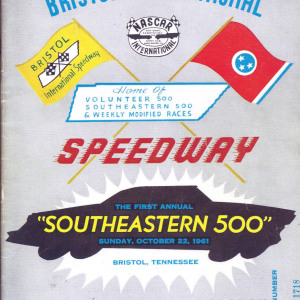 BRISTOL
NASCAR
INTERNATIONAL
BRISTOL
International Speedway
Home Of
VOLUNTEER 500
SOUTHEASTERN 500
& WEEKLY MODIFIED RACES
SPEEDWAY
THE FIRST ANNUAL
"SOUTHEASTERN 500"
SUNDAY, OCTOBER 22, 1961
BRISTOL, TENNESSEE
NUMBER
718